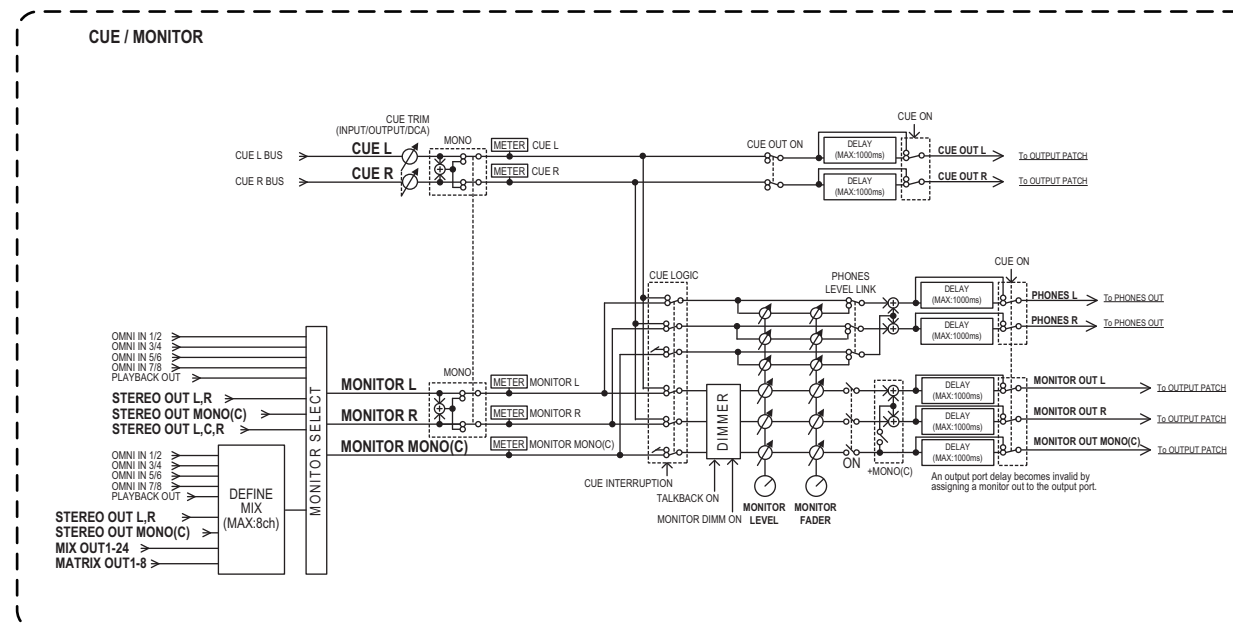 CUE / MONITOR
CUE TRIM
(INPUT/OUTPUT/DCA)
MONO
CUE L BUS
CUE L
METER
CUE L
CUE R BUS
CUE R
METER
CUE R
CUE OUT ON
CUE ON
DELAY
(MAX:1000ms)
CUE OUT L
To OUTPUT PATCH
DELAY
(MAX:1000ms)
CUE OUT R
To OUTPUT PATCH
CUE LOGIC
PHONES
LEVEL LINK
CUE ON
DELAY
(MAX:1000ms)
PHONES L
To PHONES OUT
DELAY
(MAX:1000ms)
PHONES R
To PHONES OUT
OMNI IN 1/2
OMNI IN 3/4
OMNI IN 5/6
OMNI IN 7/8
PLAYBACK OUT
STEREO OUT L,R
STEREO OUT MONO(C)
STEREO OUT L,C,R
OMNI IN 1/2
OMNI IN 3/4
OMNI IN 5/6
OMNI IN 7/8
PLAYBACK OUT
STEREO OUT L,R
STEREO OUT MONO(C)
MIX OUT1-24
MATRIX OUT1-8
DEFINE
MIX
(MAX:8ch)
MONITOR SELECT
MONO
MONITOR L
METER
MONITOR L
MONITOR R
METER
MONITOR R
MONITOR MONO(C)
METER
MONITOR MONO(C)
CUE INTERRUPTION
DIMMER
TALKBACK ON
MONITOR DIMM ON
MONITOR
LEVEL
MONITOR
FADER
ON
+MONO(C)
DELAY
(MAX:1000ms)
MONITOR OUT L
To OUTPUT PATCH
DELAY
(MAX:1000ms)
MONITOR OUT R
To OUTPUT PATCH
DELAY
(MAX:1000ms)
MONITOR OUT MONO(C)
To OUTPUT PATCH
An output port delay becomes invalid by
assigning a monitor out to the output port.